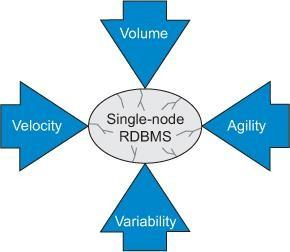 Volume
Velocity
Single-node
RDBMS
Agility
Variability